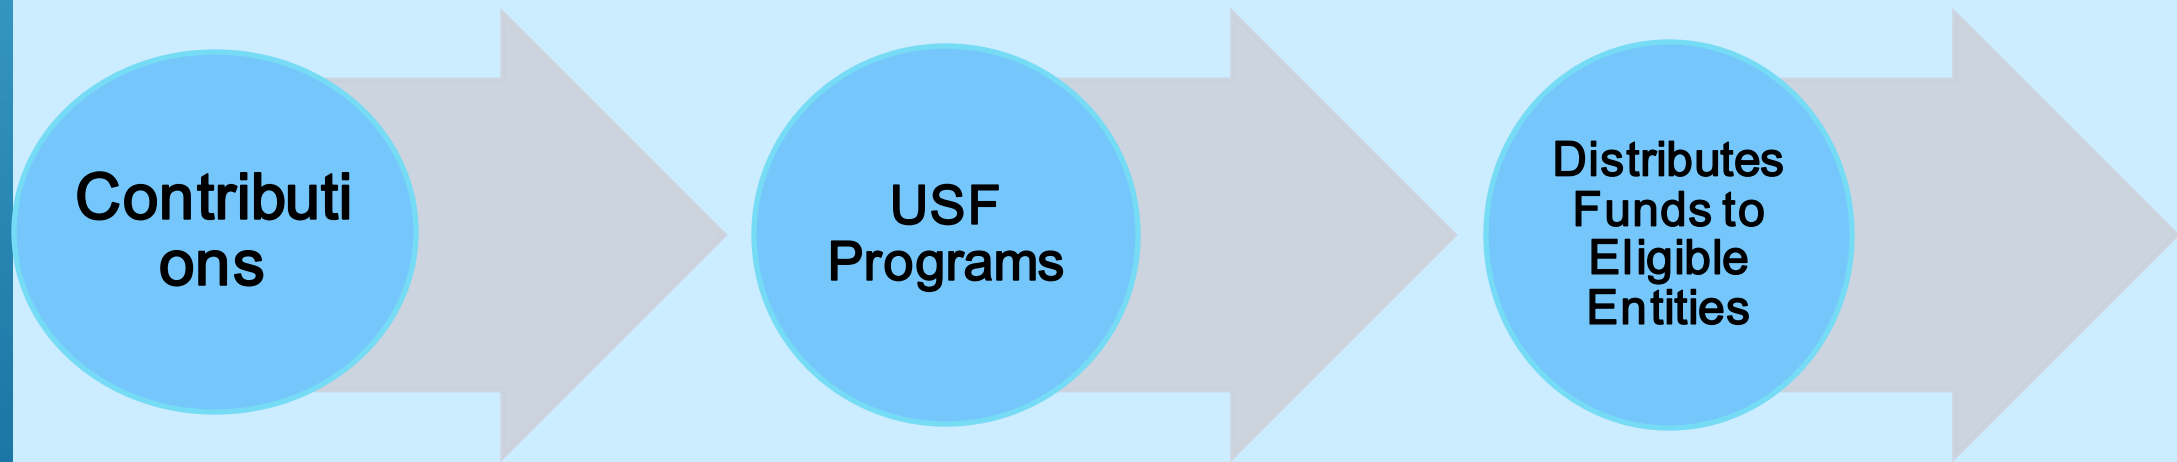 Contributi
ons
USF
Programs
Distributes
Funds to
Eligible
Entities